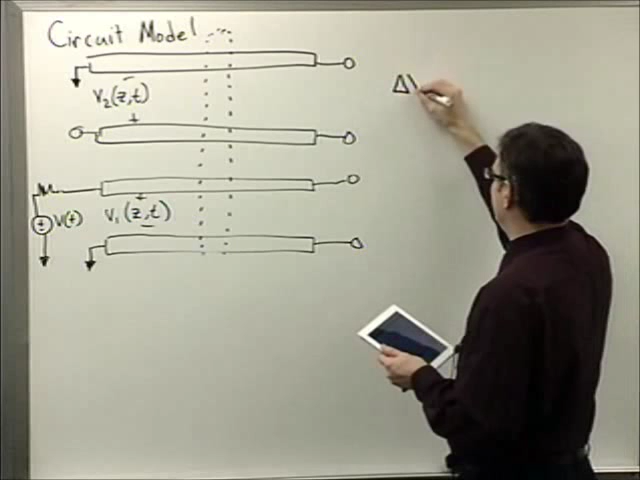 Circuit Model
−
V₂(z,t)
+
+
V₁(z,t)
−
+ V(t)
Δ\